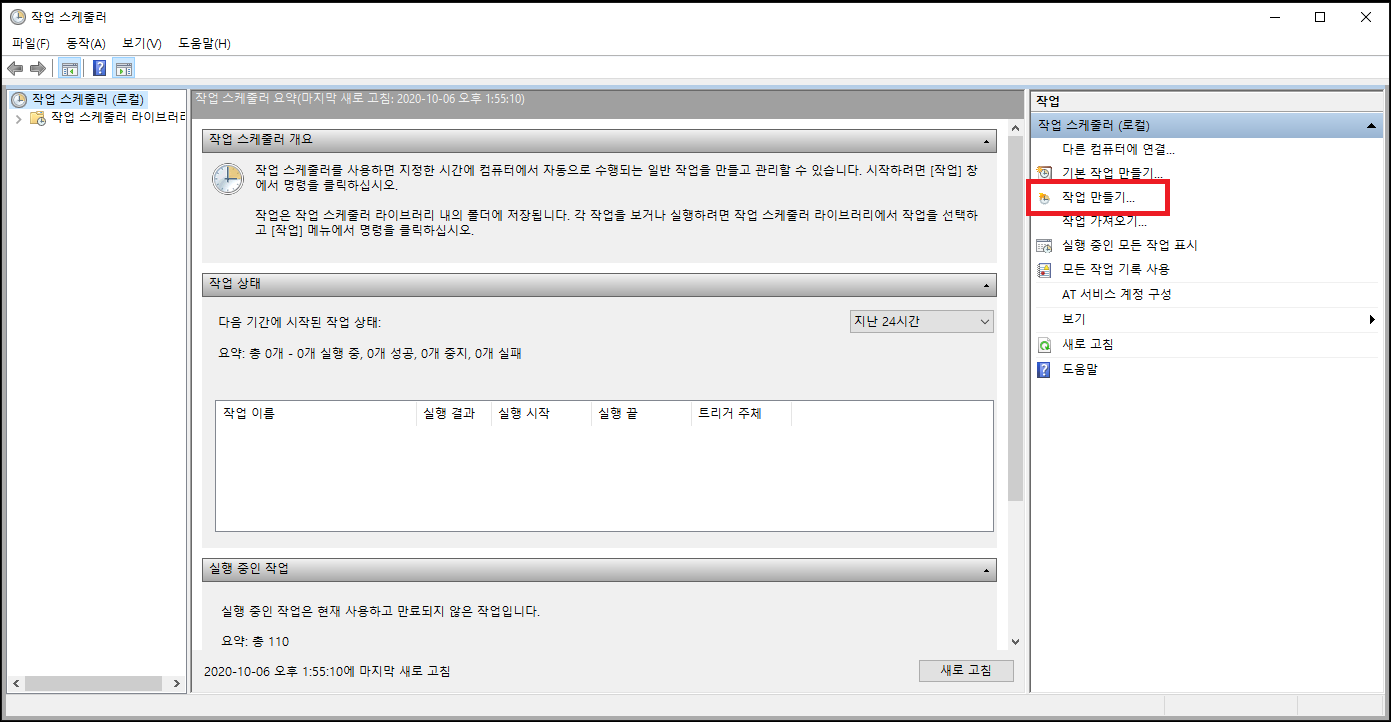 작업 스케줄러
파일(F) 동작(A) 보기(V) 도움말(H)
작업 스케줄러 (로컬)
작업 스케줄러 라이브러리
작업 스케줄러 요약(마지막 새로 고침: 2020-10-06 오후 1:55:10)
작업 스케줄러 개요
작업 스케줄러를 사용하면 지정한 시간에 컴퓨터에서 자동으로 수행되는 일반 작업을 만들고 관리할 수 있습니다. 시작하려면 [작업] 창
에서 명령을 클릭하십시오.
작업은 작업 스케줄러 라이브러리 내의 폴더에 저장됩니다. 각 작업을 보거나 실행하려면 작업 스케줄러 라이브러리에서 작업을 선택하
고 [작업] 메뉴에서 명령을 클릭하십시오.
작업 상태
다음 기간에 시작된 작업 상태:
지난 24시간
요약: 총 0개 - 0개 실행 중, 0개 성공, 0개 중지, 0개 실패
작업 이름 실행 결과 실행 시작 실행 끝 트리거 주체
실행 중인 작업
실행 중인 작업은 현재 사용하고 만료되지 않은 작업입니다.
요약: 총 110
2020-10-06 오후 1:55:10에 마지막 새로 고침
새로 고침
작업
작업 스케줄러 (로컬)
다른 컴퓨터에 연결...
기본 작업 만들기...
작업 만들기...
작업 가져오기...
실행 중인 모든 작업 표시
모든 작업 기록 사용
AT 서비스 계정 구성
보기
새로 고침
도움말